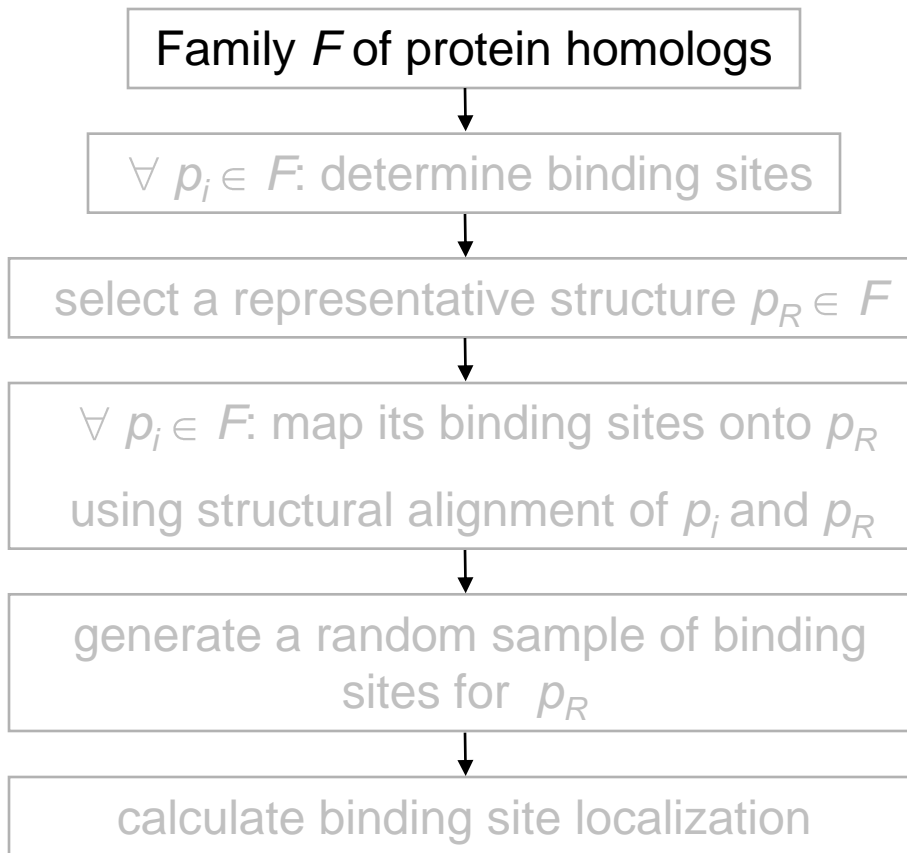 Family F of protein homologs
∀ pᵢ ∈ F: determine binding sites
select a representative structure p_R ∈ F
∀ pᵢ ∈ F: map its binding sites onto p_R
using structural alignment of pᵢ and p_R
generate a random sample of binding
sites for p_R
calculate binding site localization